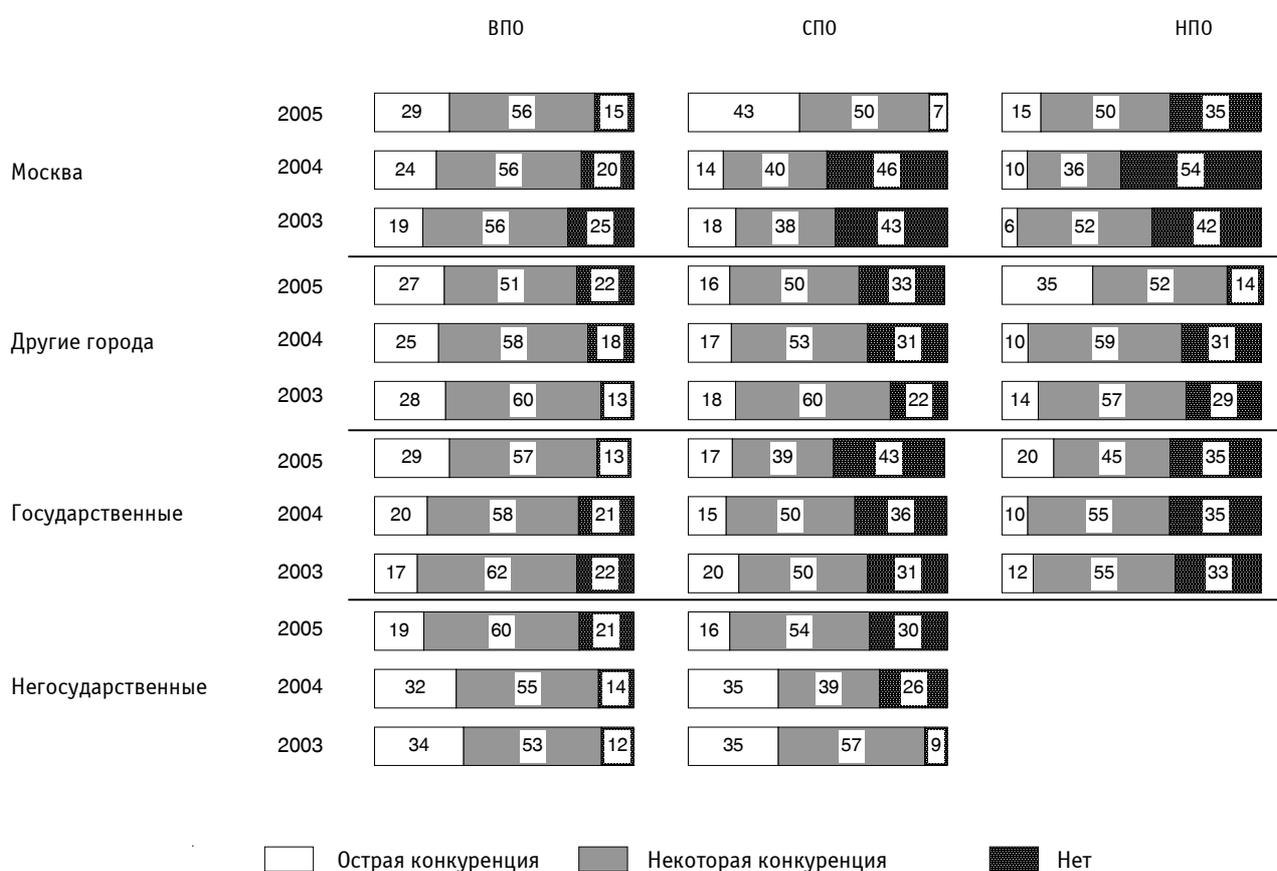 ВПО СПО НПО
2005 29 56 15 43 50 7 15 50 35
Москва 2004 24 56 20 14 40 46 10 36 54
2003 19 56 25 18 38 43 6 52 42
2005 27 51 22 16 50 33 35 52 14
Другие города 2004 25 58 18 17 53 31 10 59 31
2003 28 60 13 18 60 22 14 57 29
2005 29 57 13 17 39 43 20 45 35
Государственные 2004 20 58 21 15 50 36 10 55 35
2003 17 62 22 20 50 31 12 55 33
2005 19 60 21 16 54 30
Негосударственные 2004 32 55 14 35 39 26
2003 34 53 12 35 57 9
Острая конкуренция Некоторая конкуренция Нет